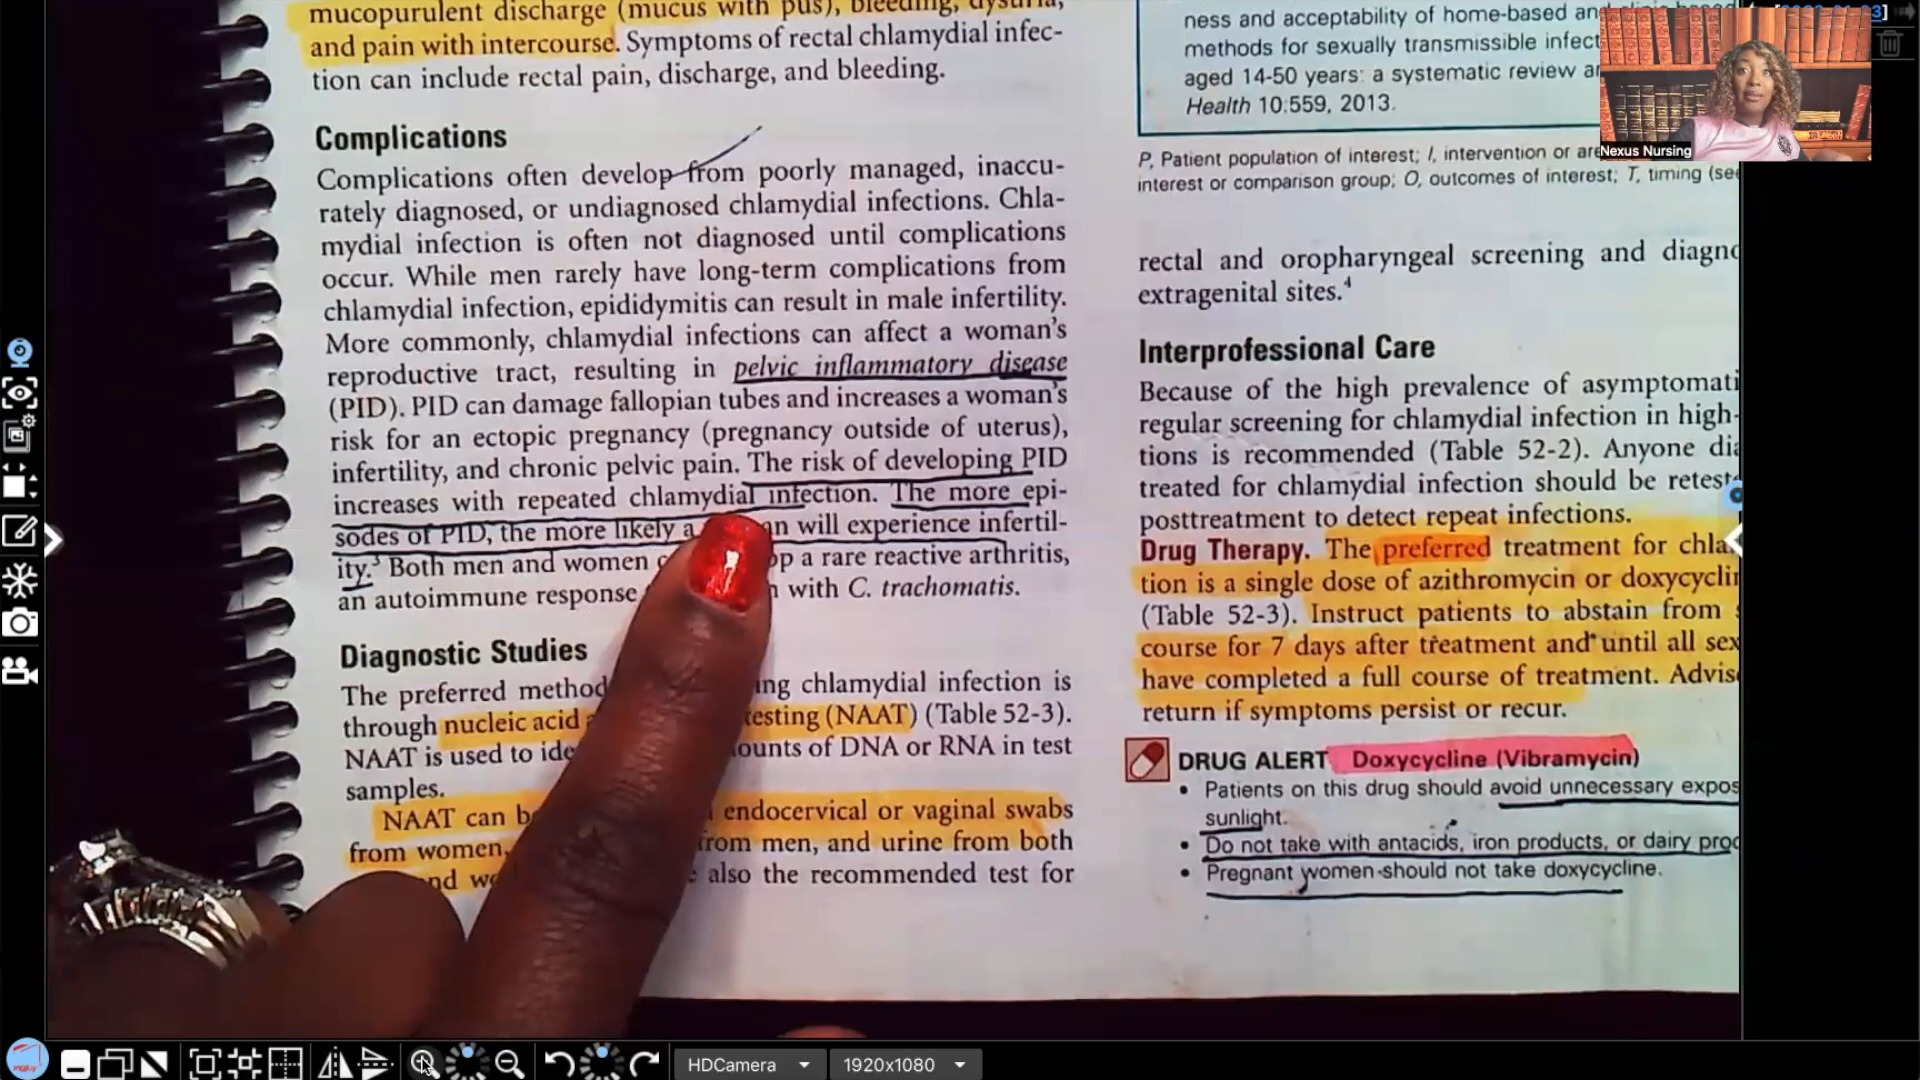 mucopurulent discharge (mucus with pus), bleeding, dysuria,
and pain with intercourse. Symptoms of rectal chlamydial infec-
tion can include rectal pain, discharge, and bleeding.
Complications
Complications often develop from poorly managed, inaccu-
rately diagnosed, or undiagnosed chlamydial infections. Chla-
mydial infection is often not diagnosed until complications
occur. While men rarely have long-term complications from
chlamydial infection, epididymitis can result in male infertility.
More commonly, chlamydial infections can affect a woman's
reproductive tract, resulting in pelvic inflammatory disease
(PID). PID can damage fallopian tubes and increases a woman's
risk for an ectopic pregnancy (pregnancy outside of uterus),
infertility, and chronic pelvic pain. The risk of developing PID
increases with repeated chlamydial infection. The more epi-
sodes of PID, the more likely a an will experience infertil-
ity.³ Both men and women a rare reactive arthritis,
an autoimmune response with C. trachomatis.
Diagnostic Studies
The preferred method ing chlamydial infection is
through nucleic acid testing (NAAT) (Table 52-3).
NAAT is used to ounts of DNA or RNA in test
samples.
NAAT can endocervical or vaginal swabs
from women, from men, and urine from both
also the recommended test for
ness and acceptability of home-based and
methods for sexually transmissible infect
aged 14-50 years: a systematic review
Health 10:559, 2013.
P, Patient population of interest; I, intervention or
interest or comparison group; O, outcomes of interest; T, timing (see
rectal and oropharyngeal screening and diagno
extragenital sites.⁴
Interprofessional Care
Because of the high prevalence of asymptomati
regular screening for chlamydial infection in high-
tions is recommended (Table 52-2). Anyone dia
treated for chlamydial infection should be retest
posttreatment to detect repeat infections.
Drug Therapy. The preferred treatment for chla
tion is a single dose of azithromycin or doxycyclin
(Table 52-3). Instruct patients to abstain from
course for 7 days after treatment and until all sex
have completed a full course of treatment. Advis
return if symptoms persist or recur.
DRUG ALERT Doxycycline (Vibramycin)
• Patients on this drug should avoid unnecessary expos
sunlight.
• Do not take with antacids, iron products, or dairy prod
• Pregnant women should not take doxycycline.
Nexus Nursing
HDCamera
1920x1080